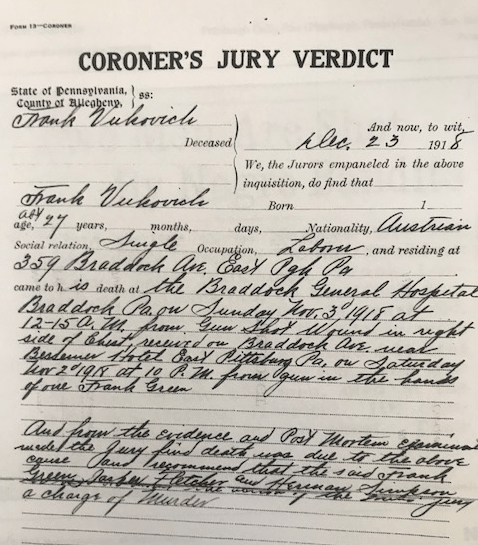 FORM 13—CORONER
CORONER'S JURY VERDICT
State of Pennsylvania,
County of Allegheny, } ss:
Frank Vukovich
Deceased
And now, to wit,
Dec. 23 1918
We, the Jurors empaneled in the above
inquisition, do find that
Frank Vukovich Born 1
age, abt 27 years, months, days, Nationality, Austrian
Social relation, Single Occupation, Laborer, and residing at
359 Braddock Ave, East Pgh Pa
came to h is death at the Braddock General Hospital
Braddock Pa. on Sunday Nov. 3d 1918 at
12-15 A.M. from Gun Shot Wound in right
side of Chest, received on Braddock Ave. near
Bessemer Hotel East Pittsburg Pa. on Saturday
Nov 2d 1918 at 10 P.M. from gun in the hands
of one Frank Green
And from the evidence and Post Mortem
made the Jury find death was due to the above
cause and recommend that the said Frank
Green, Fletcher and Herman Simpson
a charge of Murder jury